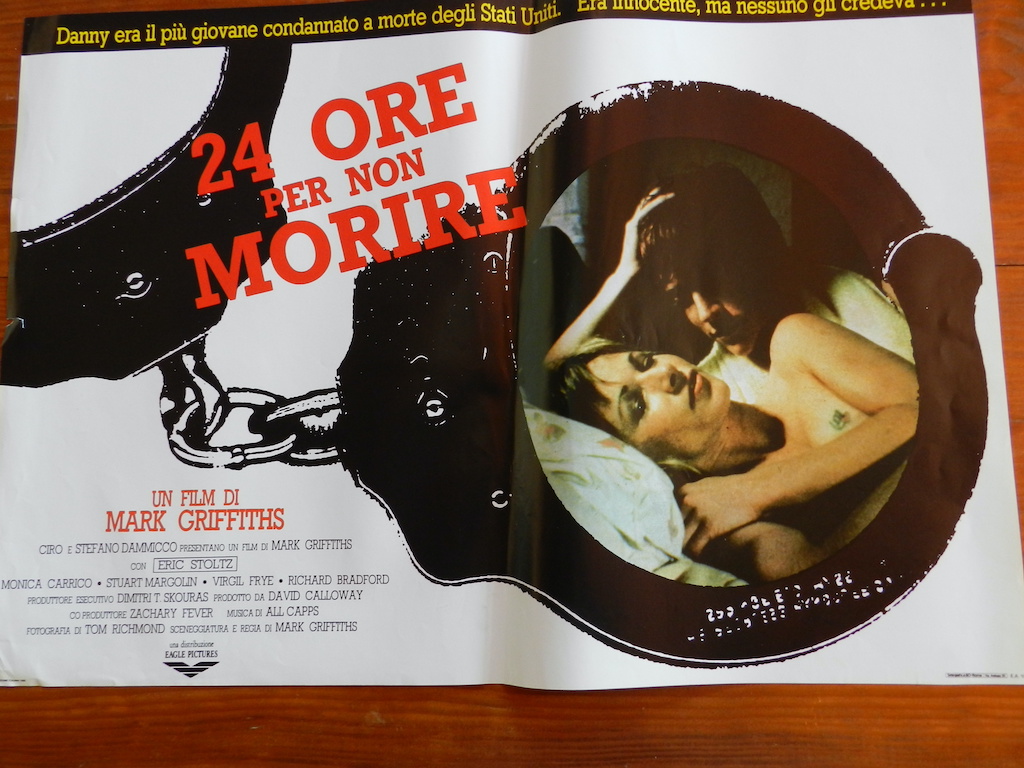 Danny era il più giovane condannato a morte degli Stati Uniti. Era innocente, ma nessuno gli credeva . . .
24 ORE
PER NON
MORIRE
UN FILM DI
MARK GRIFFITHS
CIRO E STEFANO DAMMICCO PRESENTANO UN FILM DI MARK GRIFFITHS
CON ERIC STOLTZ
MONICA CARRICO • STUART MARGOLIN • VIRGIL FRYE • RICHARD BRADFORD
PRODUTTORE ESECUTIVO DIMITRI T. SKOURAS PRODOTTO DA DAVID CALLOWAY
CO-PRODUTTORE ZACHARY FEVER MUSICA DI ALL CAPPS
FOTOGRAFIA DI TOM RICHMOND SCENEGGIATURA E REGIA DI MARK GRIFFITHS
una distribuzione
EAGLE PICTURES